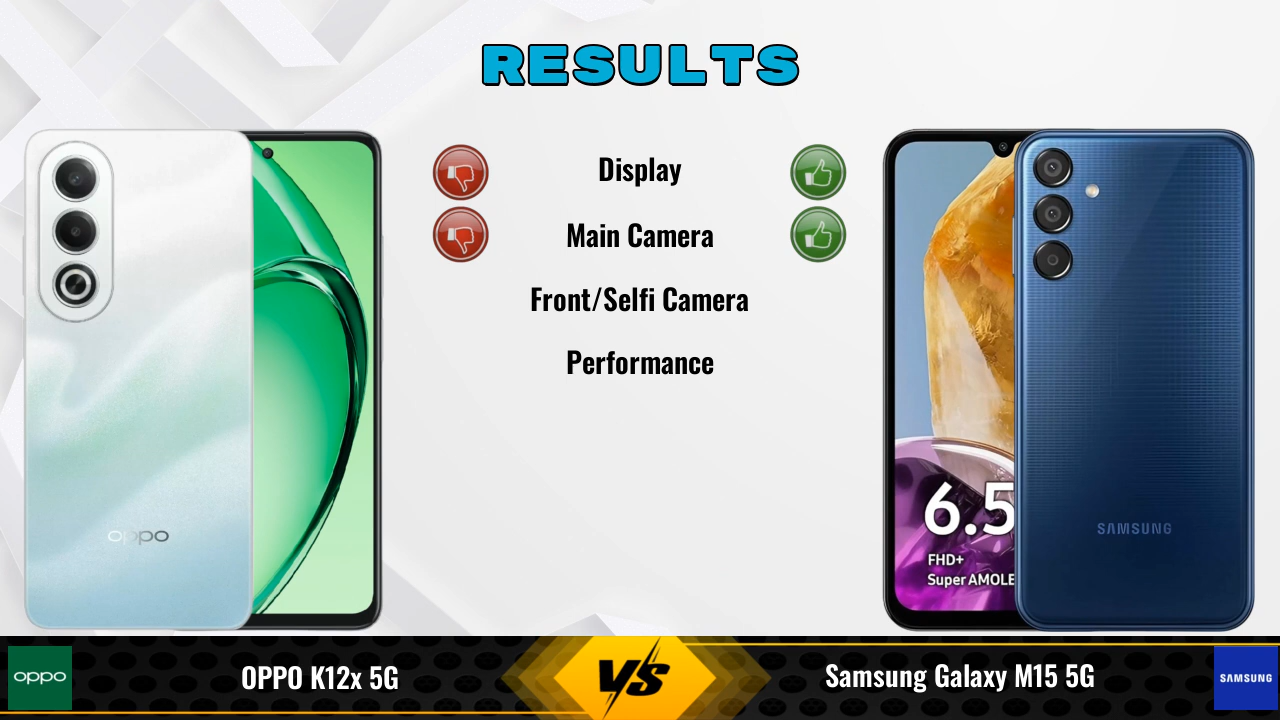 RESULTS
Display
Main Camera
Front/Selfi Camera
Performance
oppo
6.5
FHD+
Super AMOLE
SAMSUNG
oppo
OPPO K12x 5G
VS
Samsung Galaxy M15 5G
SAMSUNG